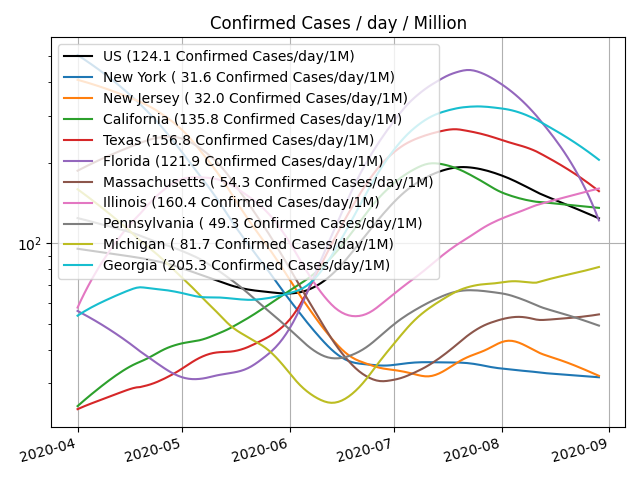 Confirmed Cases / day / Million
US (124.1 Confirmed Cases/day/1M)
New York ( 31.6 Confirmed Cases/day/1M)
New Jersey ( 32.0 Confirmed Cases/day/1M)
California (135.8 Confirmed Cases/day/1M)
Texas (156.8 Confirmed Cases/day/1M)
Florida (121.9 Confirmed Cases/day/1M)
Massachusetts ( 54.3 Confirmed Cases/day/1M)
Illinois (160.4 Confirmed Cases/day/1M)
Pennsylvania ( 49.3 Confirmed Cases/day/1M)
Michigan ( 81.7 Confirmed Cases/day/1M)
Georgia (205.3 Confirmed Cases/day/1M)
10²
2020-04 2020-05 2020-06 2020-07 2020-08 2020-09